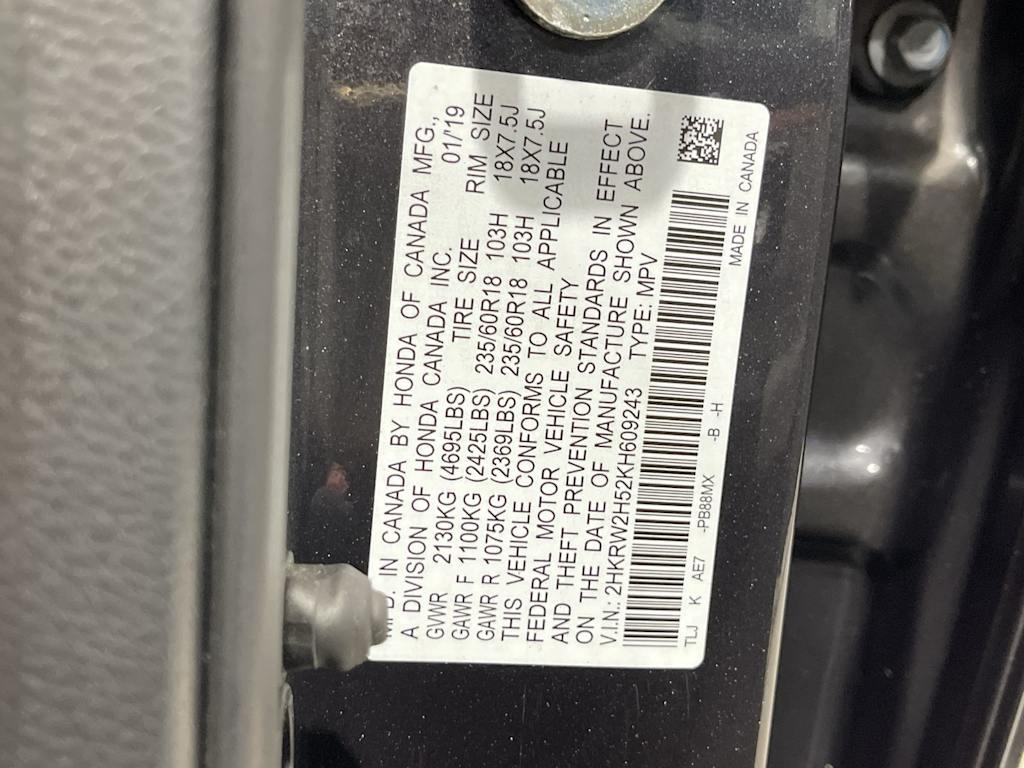 IN CANADA BY HONDA OF CANADA MFG.,
A DIVISION OF HONDA CANADA INC. 01/19
GVWR 2130KG (4695LBS) TIRE SIZE RIM SIZE
GAWR F 1100KG (2425LBS) 235/60R18 103H 18X7.5J
GAWR R 1075KG (2369LBS) 235/60R18 103H 18X7.5J
THIS VEHICLE CONFORMS TO ALL APPLICABLE
FEDERAL MOTOR VEHICLE SAFETY
AND THEFT PREVENTION STANDARDS IN EFFECT
ON THE DATE OF MANUFACTURE SHOWN ABOVE.
V.I.N.: 2HKRW2H52KH609243 TYPE: MPV
TLJ K AE7 -PB88MX -B -H
MADE IN CANADA